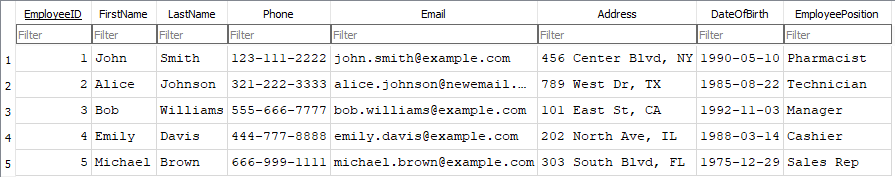 EmployeeID FirstName LastName Phone Email Address DateOfBirth EmployeePosition
Filter Filter Filter Filter Filter Filter Filter Filter
1 1 John Smith 123-111-2222 john.smith@example.com 456 Center Blvd, NY 1990-05-10 Pharmacist
2 2 Alice Johnson 321-222-3333 alice.johnson@newemail.… 789 West Dr, TX 1985-08-22 Technician
3 3 Bob Williams 555-666-7777 bob.williams@example.com 101 East St, CA 1992-11-03 Manager
4 4 Emily Davis 444-777-8888 emily.davis@example.com 202 North Ave, IL 1988-03-14 Cashier
5 5 Michael Brown 666-999-1111 michael.brown@example.com 303 South Blvd, FL 1975-12-29 Sales Rep